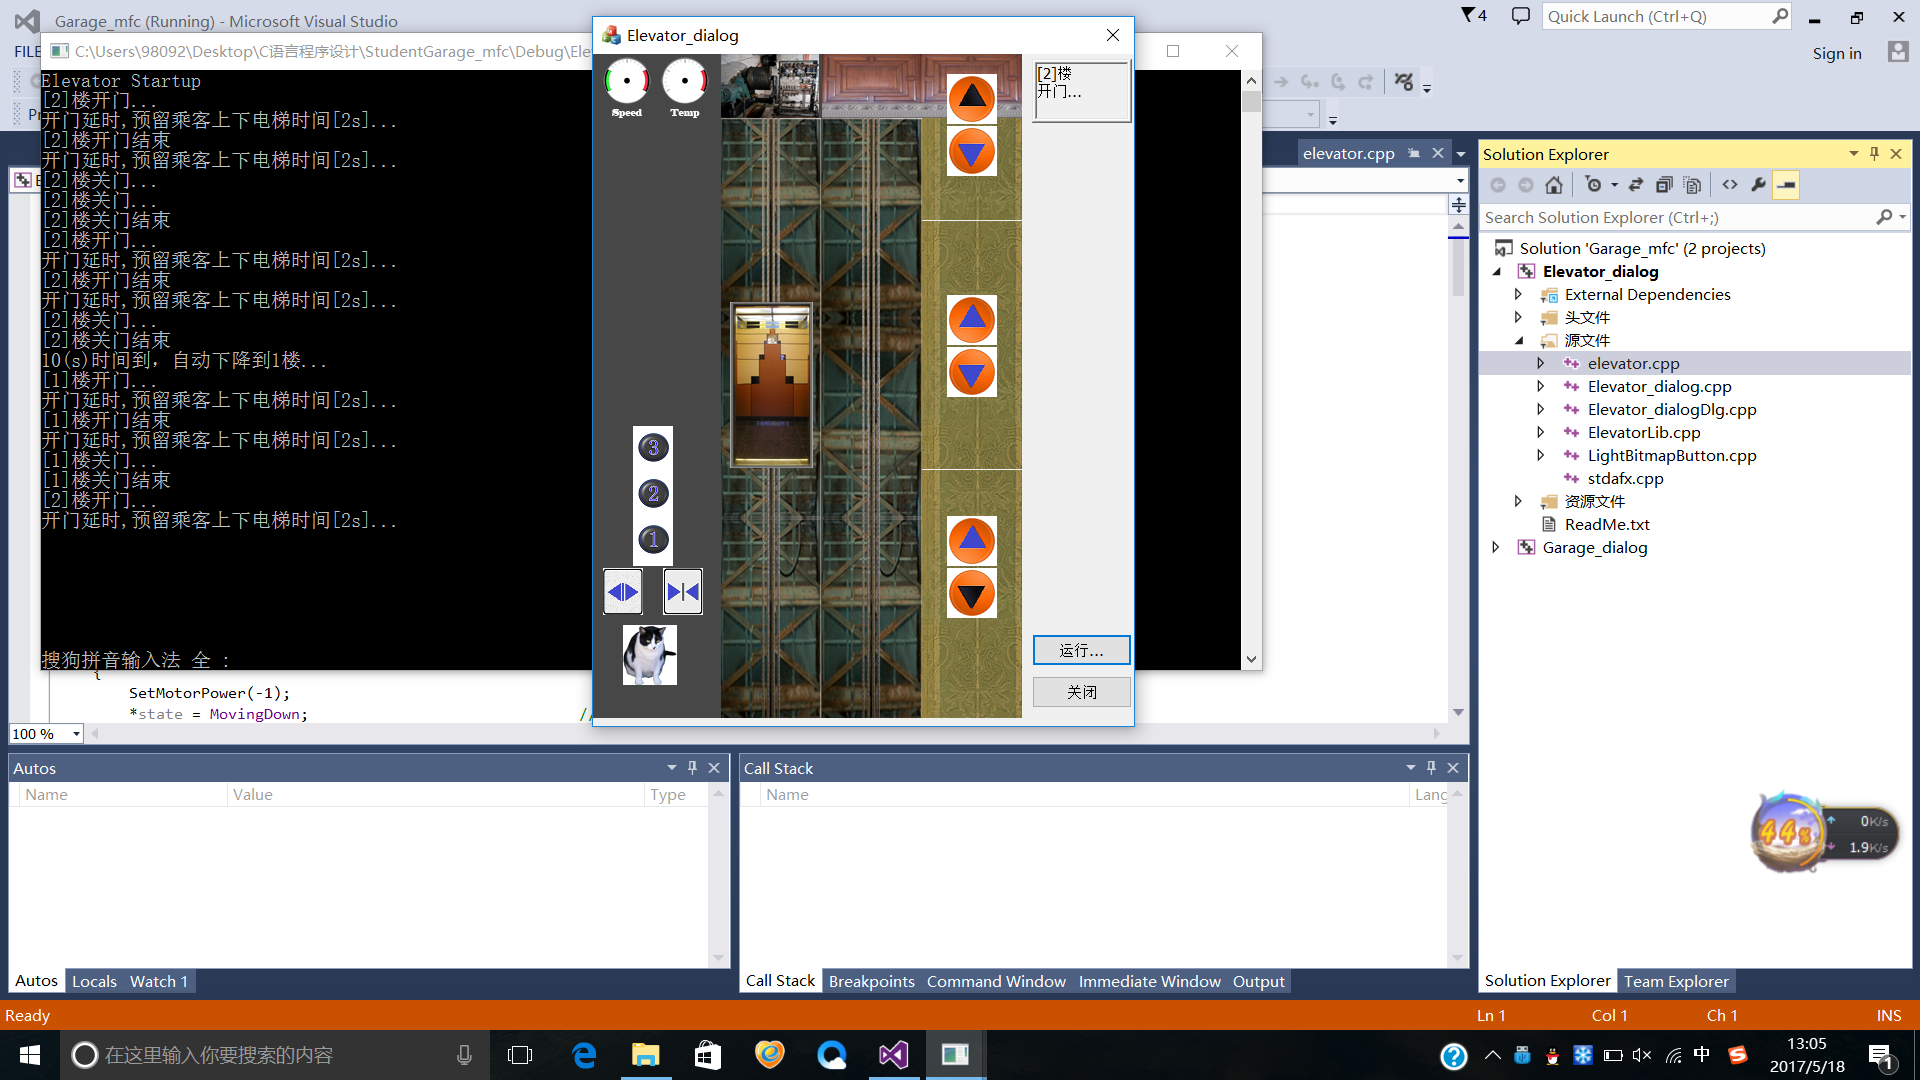 Garage_mfc (Running) - Microsoft Visual Studio
4
Quick Launch (Ctrl+Q)
FILE
Sign in
C:\Users\98092\Desktop\C语言程序设计\StudentGarage_mfc\Debug\Ele
Elevator Startup
[2]楼开门...
开门延时,预留乘客上下电梯时间[2s]...
[2]楼开门结束
开门延时,预留乘客上下电梯时间[2s]...
[2]楼关门...
[2]楼关门...
[2]楼关门结束
[2]楼开门...
开门延时,预留乘客上下电梯时间[2s]...
[2]楼开门结束
开门延时,预留乘客上下电梯时间[2s]...
[2]楼关门...
[2]楼关门结束
10(s)时间到，自动下降到1楼...
[1]楼开门...
开门延时,预留乘客上下电梯时间[2s]...
[1]楼开门结束
开门延时,预留乘客上下电梯时间[2s]...
[1]楼关门...
[1]楼关门结束
[2]楼开门...
开门延时,预留乘客上下电梯时间[2s]...
搜狗拼音输入法 全 :
{
SetMotorPower(-1);
*state = MovingDown;
100 %
Elevator_dialog
Speed
Temp
3
2
1
[2]楼
开门...
运行...
关闭
elevator.cpp
Solution Explorer
Search Solution Explorer (Ctrl+;)
Solution 'Garage_mfc' (2 projects)
Elevator_dialog
External Dependencies
头文件
源文件
elevator.cpp
Elevator_dialog.cpp
Elevator_dialogDlg.cpp
ElevatorLib.cpp
LightBitmapButton.cpp
stdafx.cpp
资源文件
ReadMe.txt
Garage_dialog
44%
0K/s
1.9K/s
Autos
Name
Value
Type
Call Stack
Name
Lang
Autos
Locals
Watch 1
Call Stack
Breakpoints
Command Window
Immediate Window
Output
Solution Explorer
Team Explorer
Ready
Ln 1
Col 1
Ch 1
INS
在这里输入你要搜索的内容
中
13:05
2017/5/18
1